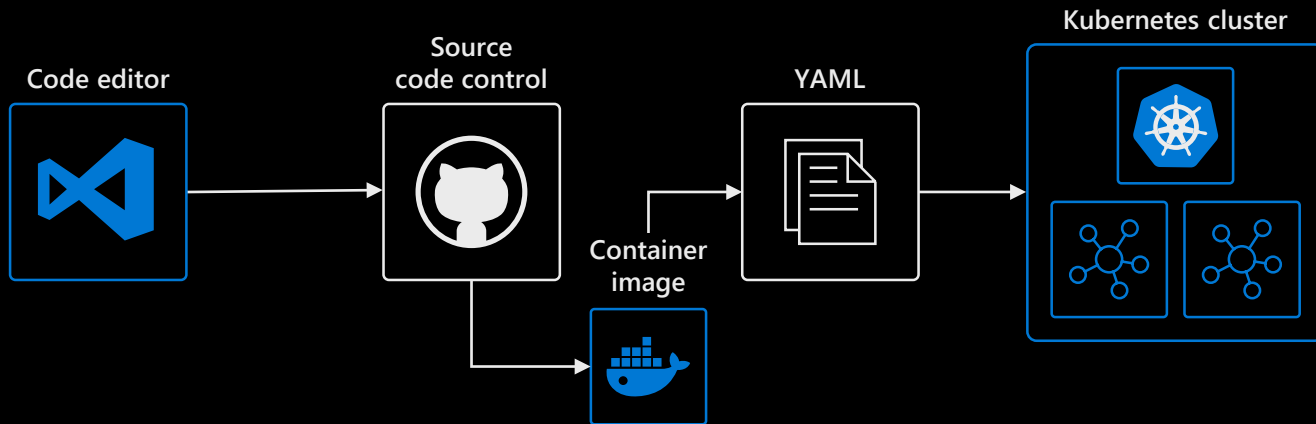 Code editor
Source
code control
Container
image
YAML
Kubernetes cluster